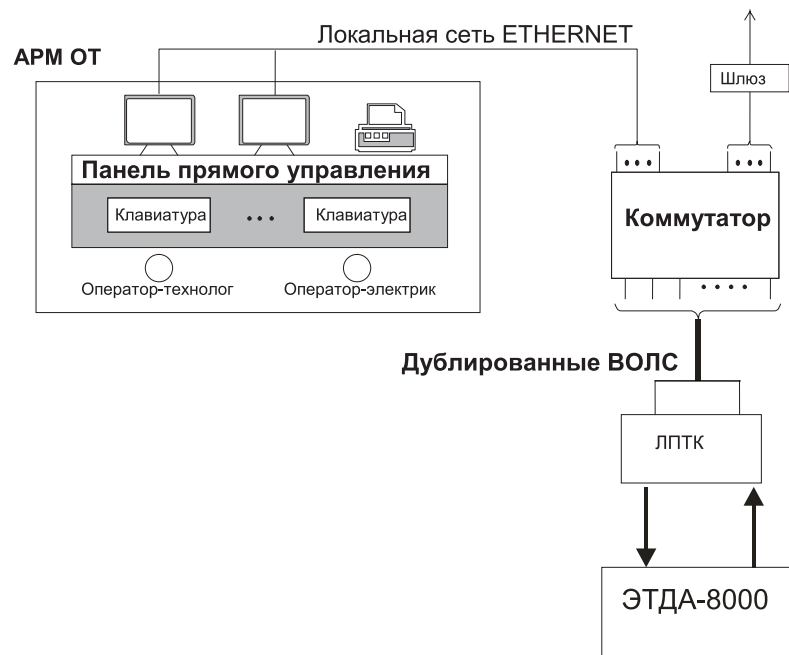 Локальная сеть ETHERNET
АРМ ОТ
Шлюз
Панель прямого управления
Клавиатура
Клавиатура
Коммутатор
Оператор-технолог
Оператор-электрик
Дублированные ВОЛС
ЛПТК
ЭТДА-8000